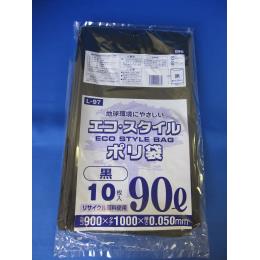 黒
L-97
地球環境にやさしい
エコ・スタイル
ECO STYLE BAG
ポリ袋
黒
10枚入 90ℓ
リサイクル原料使用
900×1000×0.050mm